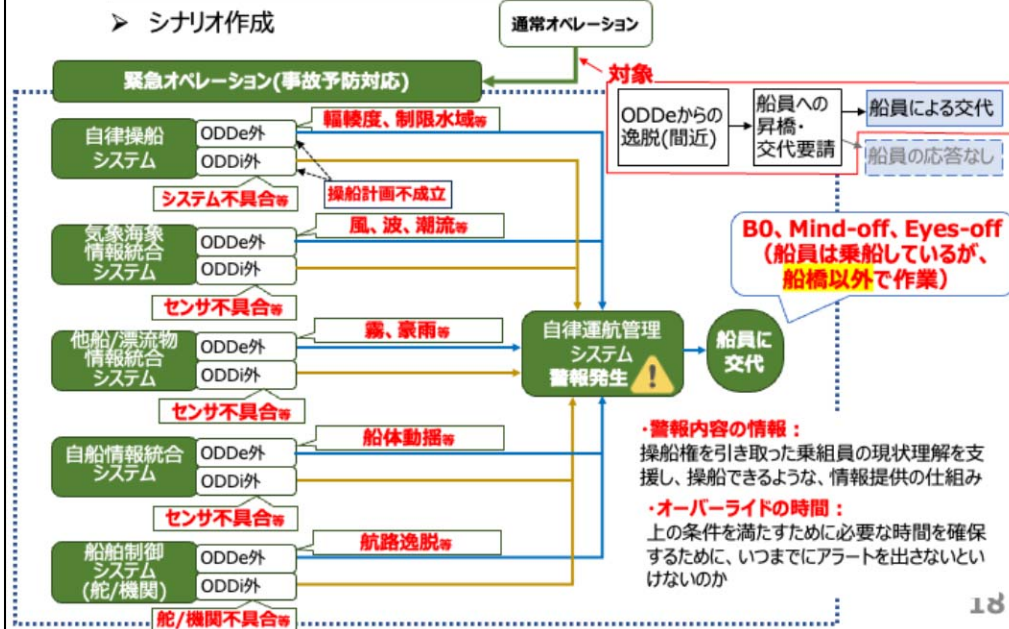 ➢ シナリオ作成
通常オペレーション
緊急オペレーション(事故予防対応)
対象
ODDeからの
逸脱(間近)
船員への
昇橋・
交代要請
船員による交代
船員の応答なし
自律操船
システム
ODDe外
ODDi外
輻輳度、制限水域等
操船計画不成立
システム不具合等
気象海象
情報統合
システム
ODDe外
ODDi外
風、波、潮流等
センサ不具合等
B0、Mind-off、Eyes-off
（船員は乗船しているが、
船橋以外で作業）
他船/漂流物
情報統合
システム
ODDe外
ODDi外
霧、豪雨等
センサ不具合等
自律運航管理
システム
警報発生
船員に
交代
自船情報統合
システム
ODDe外
ODDi外
船体動揺等
センサ不具合等
船舶制御
システム
(舵/機関)
ODDe外
ODDi外
航路逸脱等
舵/機関不具合等
・警報内容の情報：
操船権を引き取った乗組員の現状理解を支
援し、操船できるような、情報提供の仕組み
・オーバーライドの時間：
上の条件を満たすために必要な時間を確保
するために、いつまでにアラートを出さないとい
けないのか
18